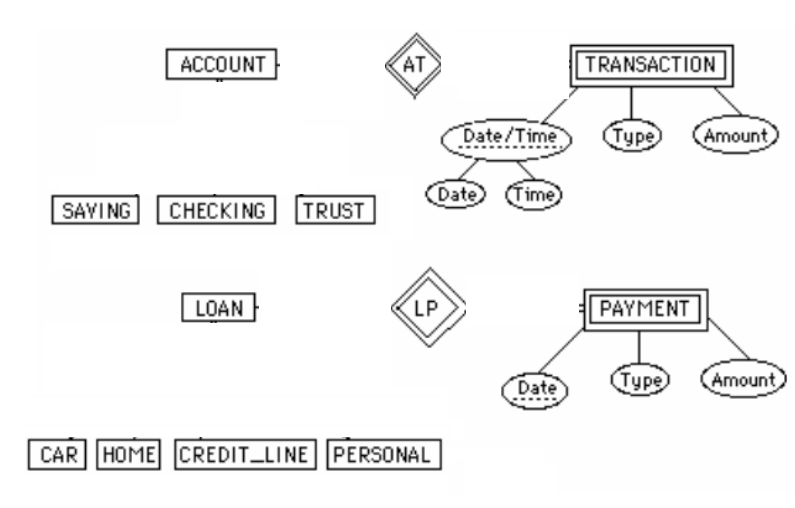 ACCOUNT AT TRANSACTION
Date/Time Type Amount
Date Time
SAVING CHECKING TRUST
LOAN LP PAYMENT
Date Type Amount
CAR HOME CREDIT_LINE PERSONAL